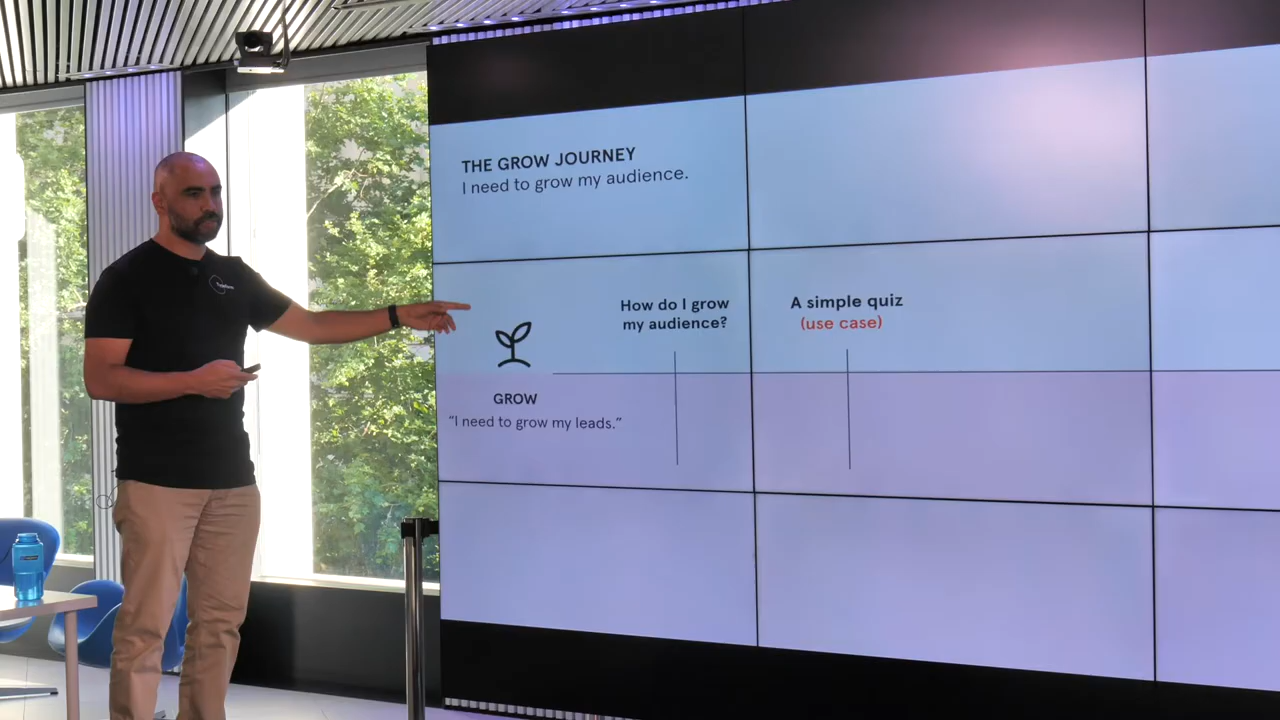 THE GROW JOURNEY
I need to grow my audience.
How do I grow
my audience?
A simple quiz
(use case)
GROW
“I need to grow my leads.”